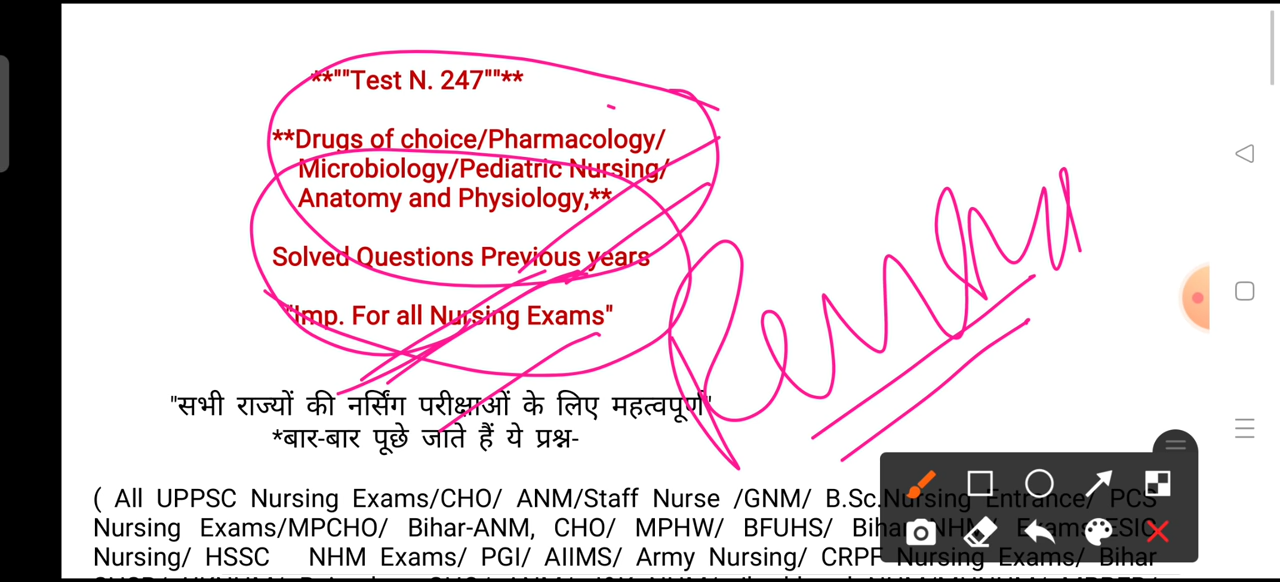 **""Test N. 247""**
**Drugs of choice/Pharmacology/
Microbiology/Pediatric Nursing/
Anatomy and Physiology,**
Solved Questions Previous years
"Imp. For all Nursing Exams"
"सभी राज्यों की नर्सिंग परीक्षाओं के लिए महत्वपूर्ण"
*बार-बार पूछे जाते हैं ये प्रश्न-
( All UPPSC Nursing Exams/CHO/ ANM/Staff Nurse /GNM/ B.Sc.Nursing Entrance/ PCS
Nursing Exams/MPCHO/ Bihar-ANM, CHO/ MPHW/ BFUHS/ Bihar NHM Exams ESIC
Nursing/ HSSC NHM Exams/ PGI/ AIIMS/ Army Nursing/ CRPF Nursing Exams/ Bihar